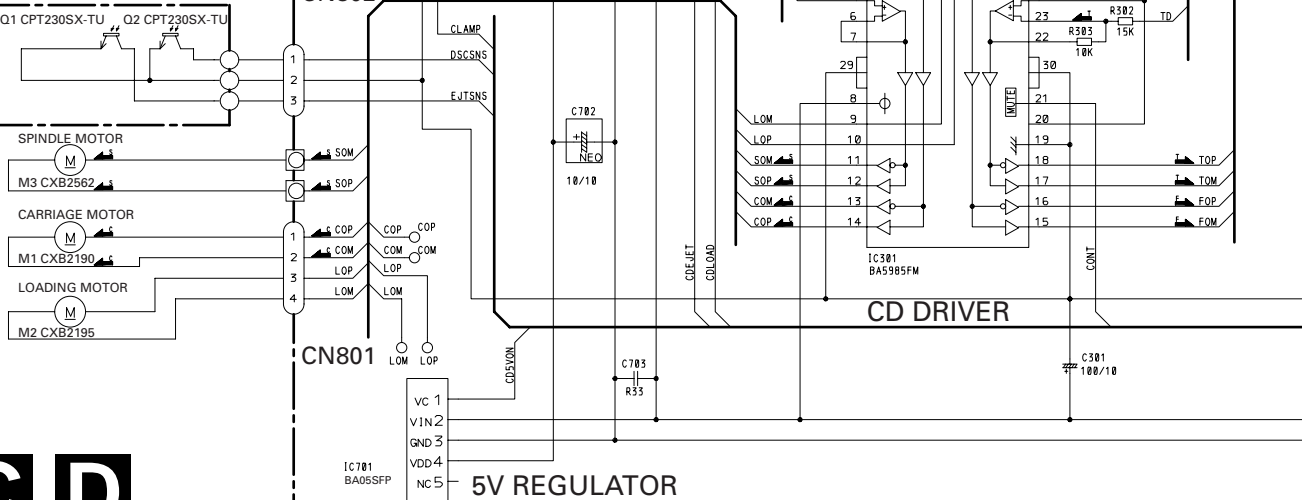 CN802
Q1 CPT230SX-TU Q2 CPT230SX-TU
CLAMP
DSCSNS
EJTSNS
1
2
3
SPINDLE MOTOR
M
S
S SOM
M3 CXB2562
S
S SOP
CARRIAGE MOTOR
M
C
1
C COP
COP
COP
M1 CXB2190
C
2
C COM
COM
COM
3
LOP
LOP
LOADING MOTOR
M
4
LOM
LOM
M2 CXB2195
CN801
LOM
LOP
C702
+
NEO
10/10
CDEJET
CDLOAD
CD5VON
C703
R33
VC 1
VIN 2
GND 3
VDD 4
NC 5
IC701
BA05SFP
5V REGULATOR
6
7
29
8
LOM 9
LOP 10
SOM S 11
SOP S 12
COM C 13
COP C 14
23
T
R302
15K
TD
22
R303
10K
30
MUTE
21
20
19
18 T TOP
17 T TOM
16 F FOP
15 F FOM
IC301
BA5985FM
CONT
CD DRIVER
C301
100/10
+
C D